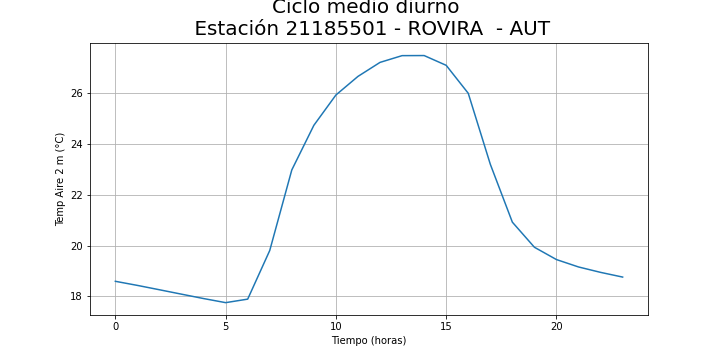 Ciclo medio diurno
Estación 21185501 - ROVIRA  - AUT
26
24
22
20
18
Temp Aire 2 m (°C)
0 5 10 15 20
Tiempo (horas)